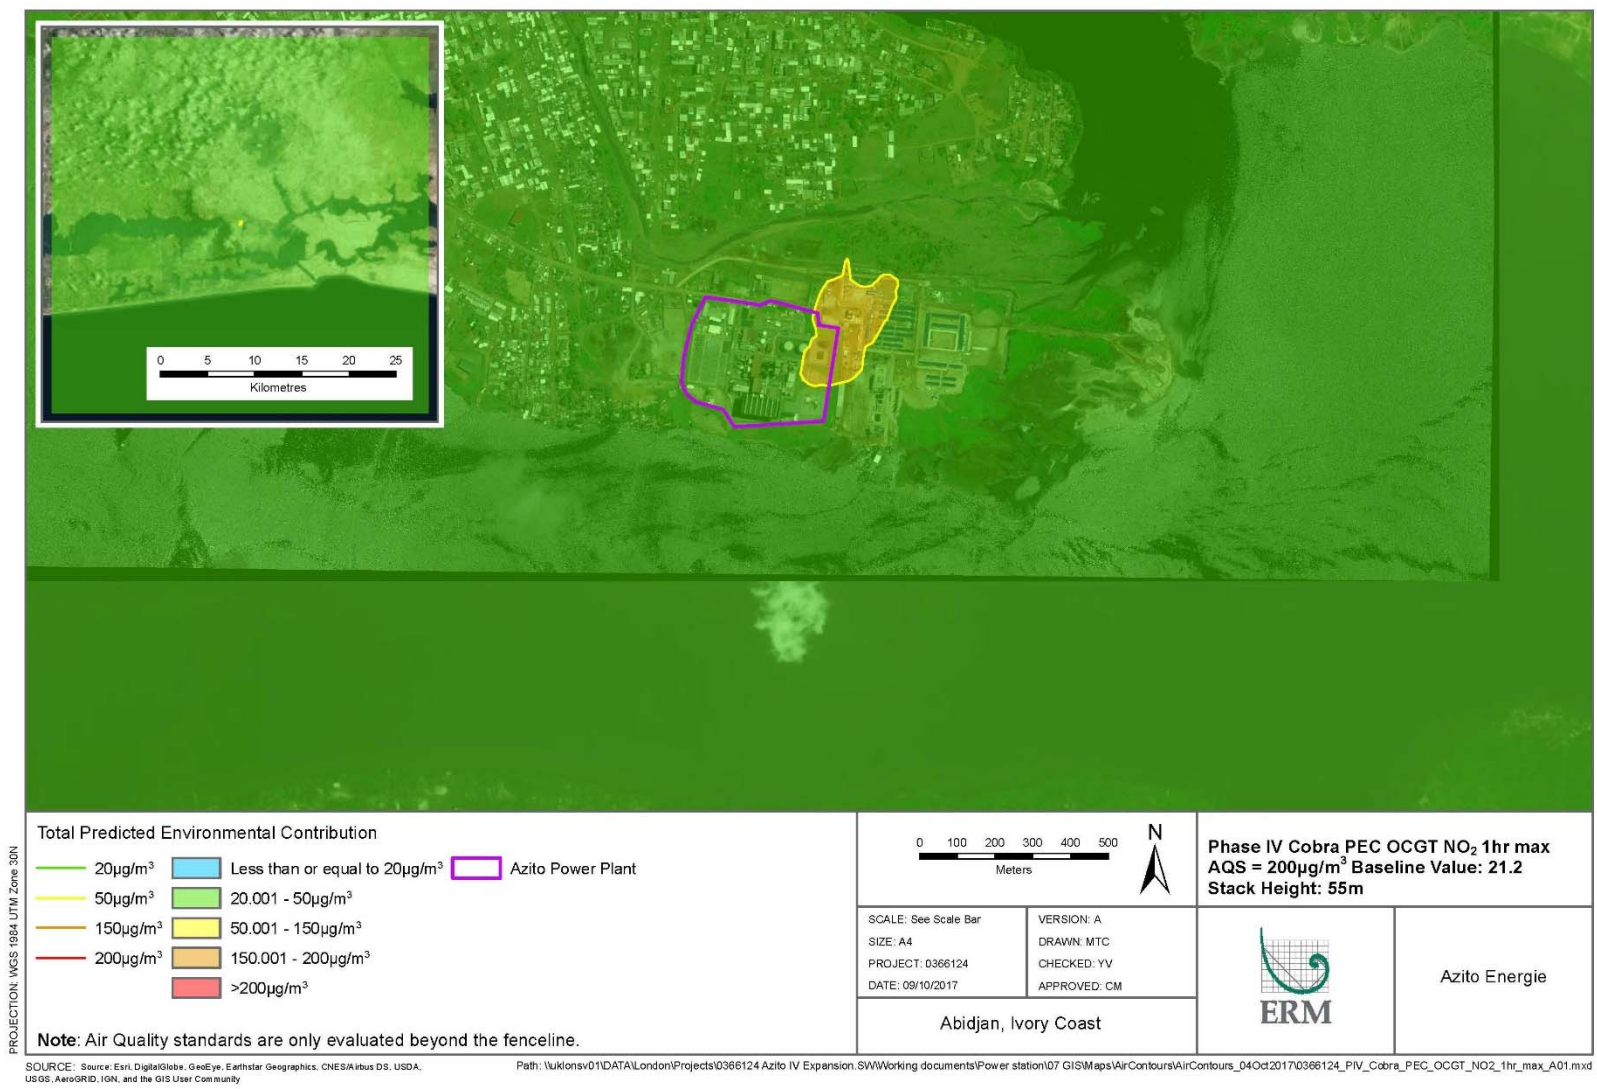 0 5 10 15 20 25
Kilometres
PROJECTION: WGS 1984 UTM Zone 30N
Total Predicted Environmental Contribution
20µg/m³ Less than or equal to 20µg/m³ Azito Power Plant
50µg/m³ 20.001 - 50µg/m³
150µg/m³ 50.001 - 150µg/m³
200µg/m³ 150.001 - 200µg/m³
>200µg/m³
Note: Air Quality standards are only evaluated beyond the fenceline.
0 100 200 300 400 500
Meters
N
Phase IV Cobra PEC OCGT NO₂ 1hr max
AQS = 200µg/m³ Baseline Value: 21.2
Stack Height: 55m
SCALE: See Scale Bar
SIZE: A4
PROJECT: 0366124
DATE: 09/10/2017
VERSION: A
DRAWN: MTC
CHECKED: YV
APPROVED: CM
Abidjan, Ivory Coast
ERM
Azito Energie
SOURCE: Source: Esri, DigitalGlobe, GeoEye, Earthstar Geographics, CNES/Airbus DS, USDA,
USGS, AeroGRID, IGN, and the GIS User Community
Path: \\uklonsv01\DATA\London\Projects\0366124 Azito IV Expansion.SW\Working documents\Power station\07 GIS\Maps\AirContours\AirContours_04Oct2017\0366124_PIV_Cobra_PEC_OCGT_NO2_1hr_max_A01.mxd